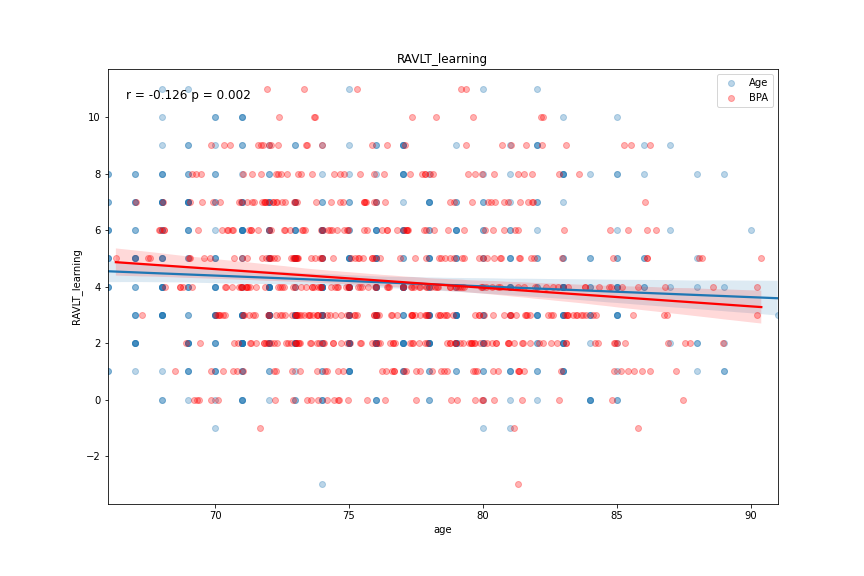 RAVLT_learning
r = -0.126 p = 0.002
Age
BPA
10
8
6
4
2
0
−2
RAVLT_learning
70 75 80 85 90
age